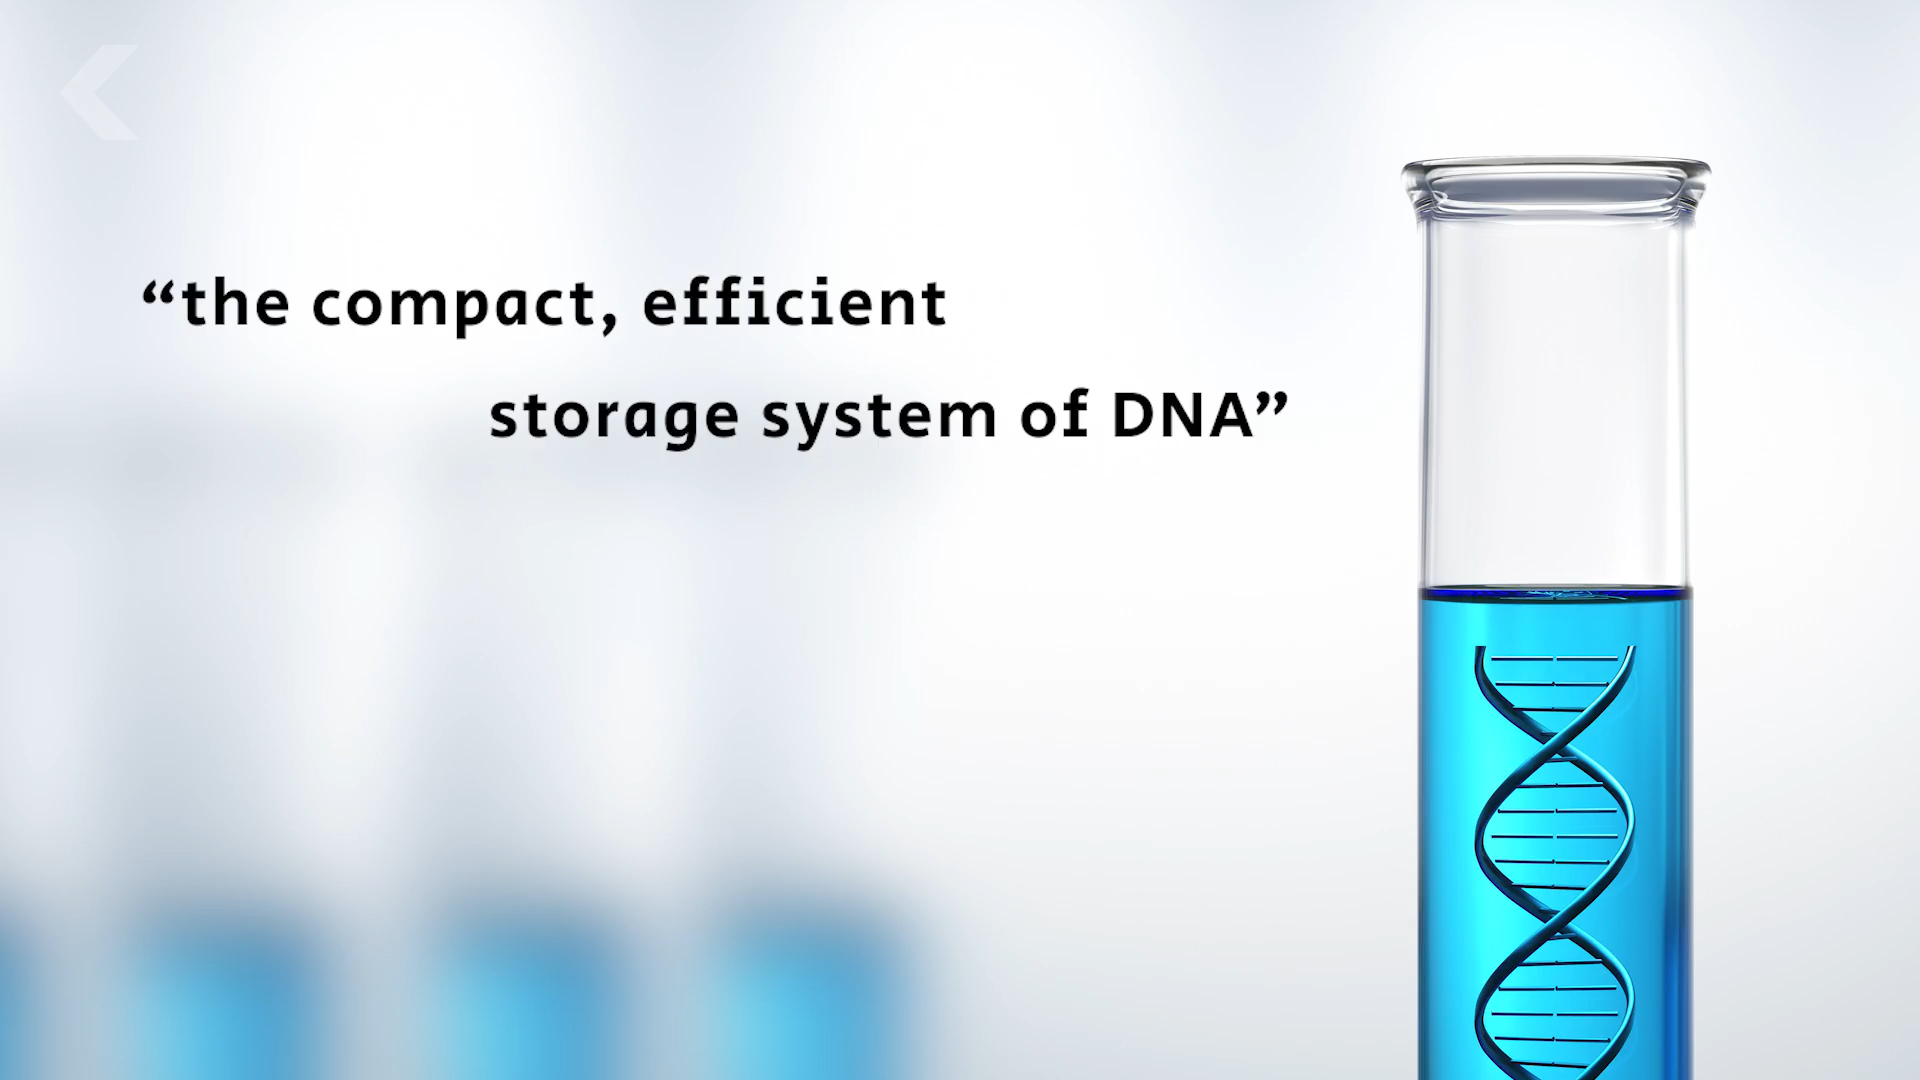 “the compact, efficient
storage system of DNA”